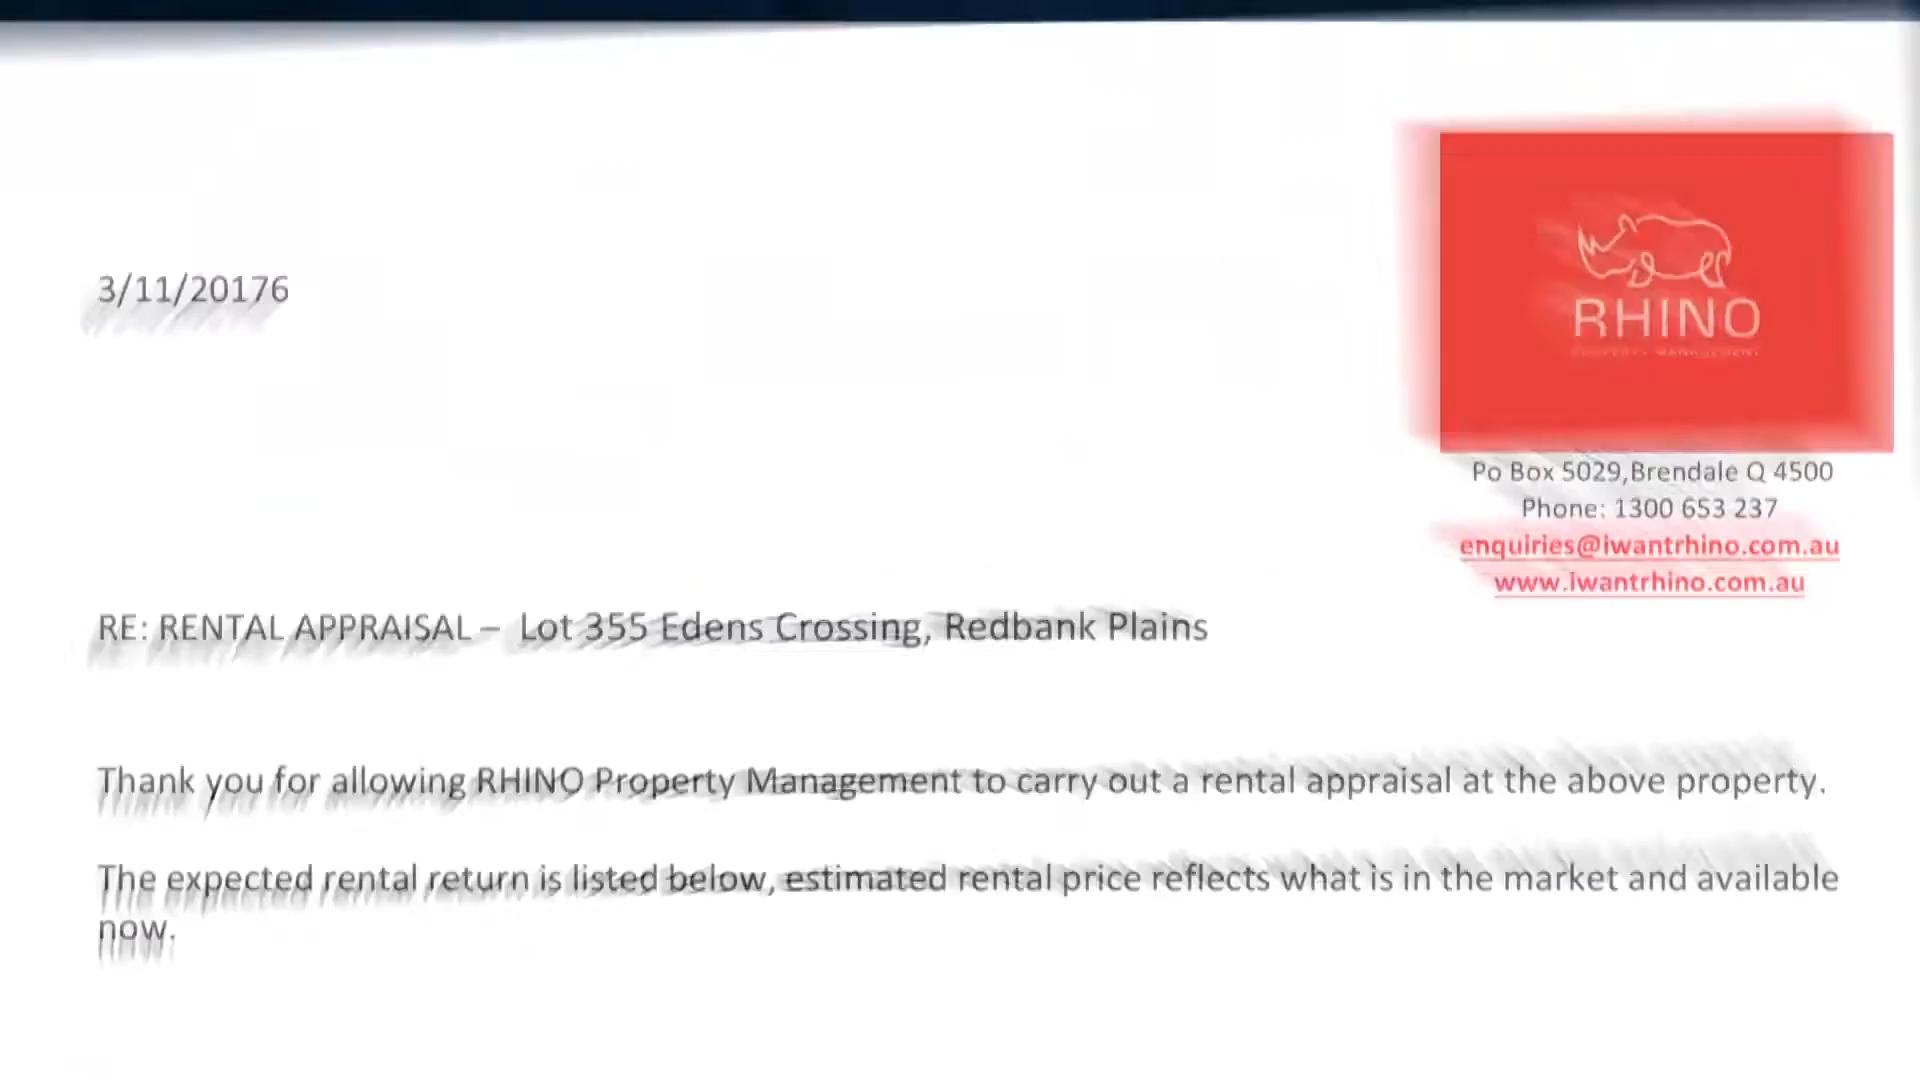 3/11/20176
RHINO
PROPERTY MANAGEMENT
Po Box 5029,Brendale Q 4500
Phone: 1300 653 237
enquiries@iwantrhino.com.au
www.iwantrhino.com.au
RE: RENTAL APPRAISAL – Lot 355 Edens Crossing, Redbank Plains
Thank you for allowing RHINO Property Management to carry out a rental appraisal at the above property.
The expected rental return is listed below, estimated rental price reflects what is in the market and available
now.